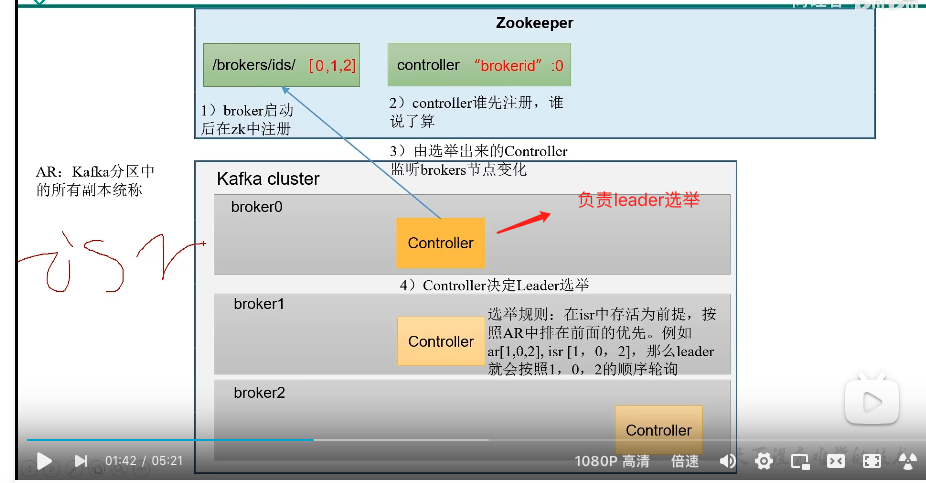 Zookeeper
/brokers/ids/ [0,1,2]
controller “brokerid”:0
1）broker启动
后在zk中注册
2）controller谁先注册，谁
说了算
3）由选举出来的Controller
监听brokers节点变化
AR：Kafka分区中
的所有副本统称
isr
Kafka cluster
broker0
Controller
负责leader选举
4）Controller决定Leader选举
broker1
Controller
选举规则：在isr中存活为前提，按
照AR中排在前面的优先。例如
ar[1,0,2], isr [1，0，2]，那么leader
就会按照1，0，2的顺序轮询
broker2
Controller
01:42 / 05:21
1080P 高清
倍速